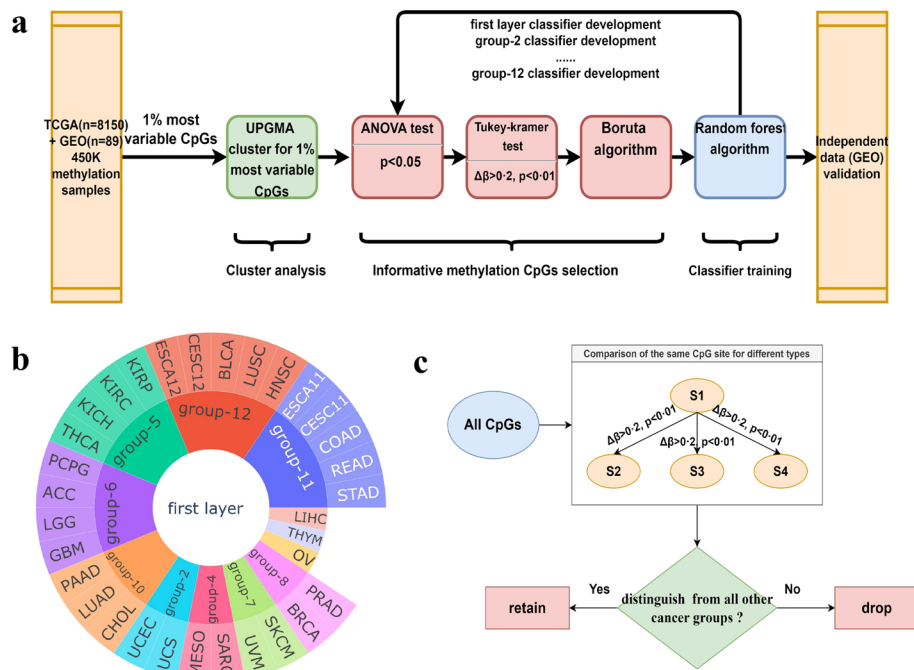 a
first layer classifier development
group-2 classifier development
......
group-12 classifier development
TCGA(n=8150)
+ GEO(n=89)
450K
methylation
samples
1% most
variable CpGs
UPGMA
cluster for 1%
most variable
CpGs
ANOVA test
p<0.05
Tukey-kramer
test
Δβ>0·2, p<0·01
Boruta
algorithm
Random forest
algorithm
Independent
data (GEO)
validation
Cluster analysis
Informative methylation CpGs selection
Classifier training
b
first layer
group-12
group-11
group-5
group-6
group-10
group-2
group-4
group-7
group-8
ESCA12
CESC12
BLCA
LUSC
HNSC
ESCA11
CESC11
COAD
READ
STAD
LIHC
THYM
OV
PRAD
BRCA
SKCM
UVM
SARC
MESO
UCS
UCEC
CHOL
LUAD
PAAD
GBM
LGG
ACC
PCPG
THCA
KICH
KIRC
KIRP
c
Comparison of the same CpG site for different types
All CpGs
S1
Δβ>0·2, p<0·01
Δβ>0·2, p<0·01
Δβ>0·2, p<0·01
S2
S3
S4
Yes
No
retain
distinguish from all other
cancer groups ?
drop